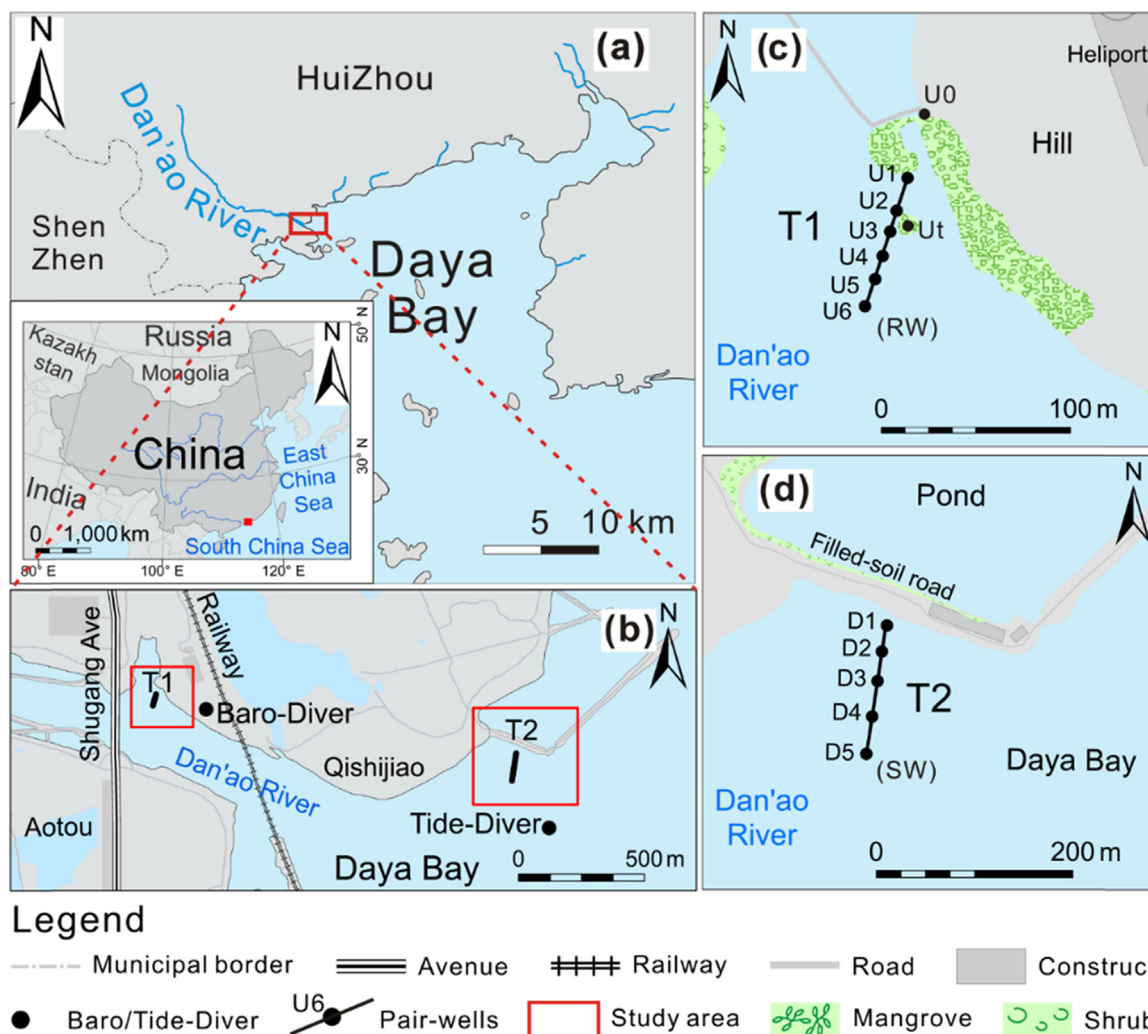 N
(a)
HuiZhou
Dan'ao River
Shen
Zhen
Daya
Bay
5 10 km
N
Russia
Kazakh
stan
Mongolia
China
India
East
China
Sea
South China Sea
0 1,000 km
80° E
100° E
120° E
50° N
30° N
(b)
N
Shugang Ave
Railway
T1
Baro-Diver
T2
Qishijiao
Dan'ao River
Aotou
Tide-Diver
Daya Bay
0 500 m
(c)
N
Heliport
U0
Hill
U1
U2
T1
U3
Ut
U4
U5
U6
(RW)
Dan'ao
River
0 100 m
(d)
N
Pond
Filled-soil road
D1
D2
D3
T2
D4
D5
(SW)
Daya Bay
Dan'ao
River
0 200 m
Legend
Municipal border
Avenue
Railway
Road
Construc
Baro/Tide-Diver
U6
Pair-wells
Study area
Mangrove
Shrub